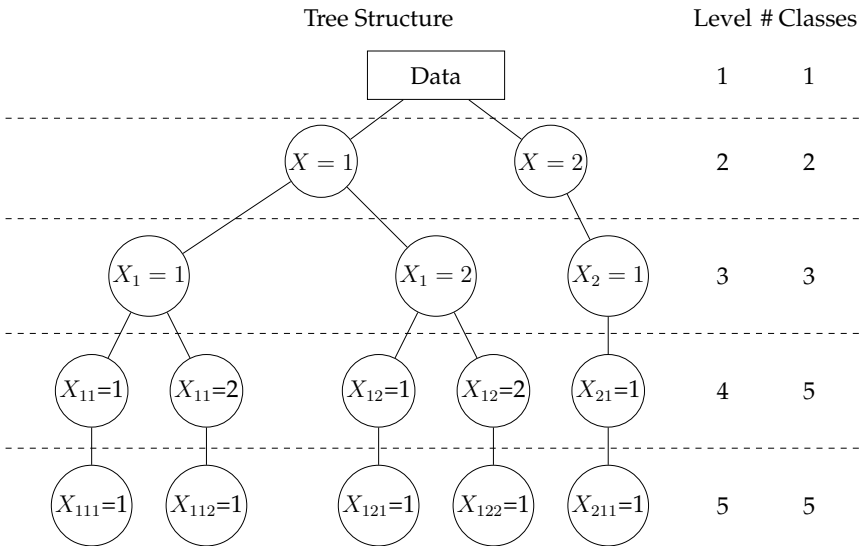 Tree Structure Level # Classes
Data 1 1
X = 1 X = 2 2 2
X₁ = 1 X₁ = 2 X₂ = 1 3 3
X₁₁=1 X₁₁=2 X₁₂=1 X₁₂=2 X₂₁=1 4 5
X₁₁₁=1 X₁₁₂=1 X₁₂₁=1 X₁₂₂=1 X₂₁₁=1 5 5